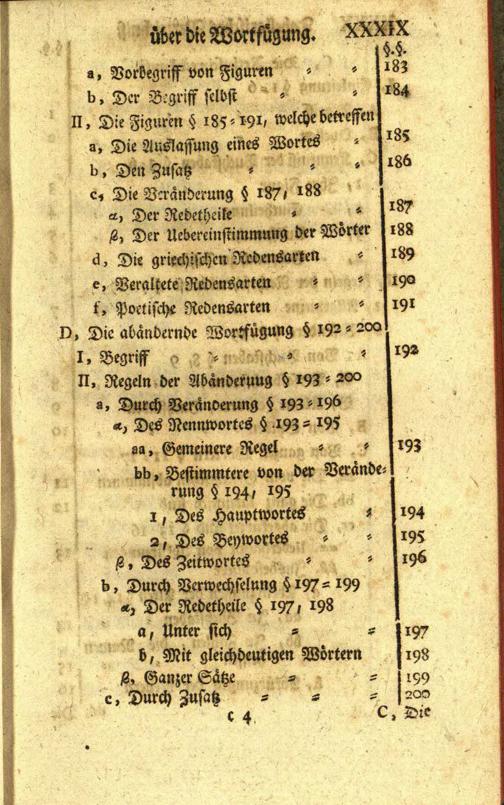 über die Wortfügung. XXXIX
§.§.
a, Vorbegriff von Figuren = = 183
b, Der Begriff selbst = = 184
II, Die Figuren § 185 = 191, welche betreffen
a, Die Auslassung eines Wortes = 185
b, Den Zusatz = = = 186
c, Die Veränderung § 187, 188
α, Der Redetheile = = 187
β, Der Uebereinstimmung der Wörter 188
d, Die griechischen Redensarten = 189
e, Veraltete Redensarten = = 190
f, Poetische Redensarten = = 191
D, Die abändernde Wortfügung § 192 = 200
I, Begriff = = = 192
II, Regeln der Abänderuug § 193 = 200
a, Durch Veränderung § 193 = 196
α, Des Nennwortes § 193 = 195
aa, Gemeinere Regel = = 193
bb, Bestimmtere von der Verände=
rung § 194, 195
1, Des Hauptwortes = 194
2, Des Beywortes = = 195
β, Des Zeitwortes = = = 196
b, Durch Verwechselung § 197 = 199
α, Der Redetheile § 197, 198
a, Unter sich = = 197
b, Mit gleichdeutigen Wörtern 198
β, Ganzer Sätze = = 199
c, Durch Zusatz = = = 200
c 4 C, Die